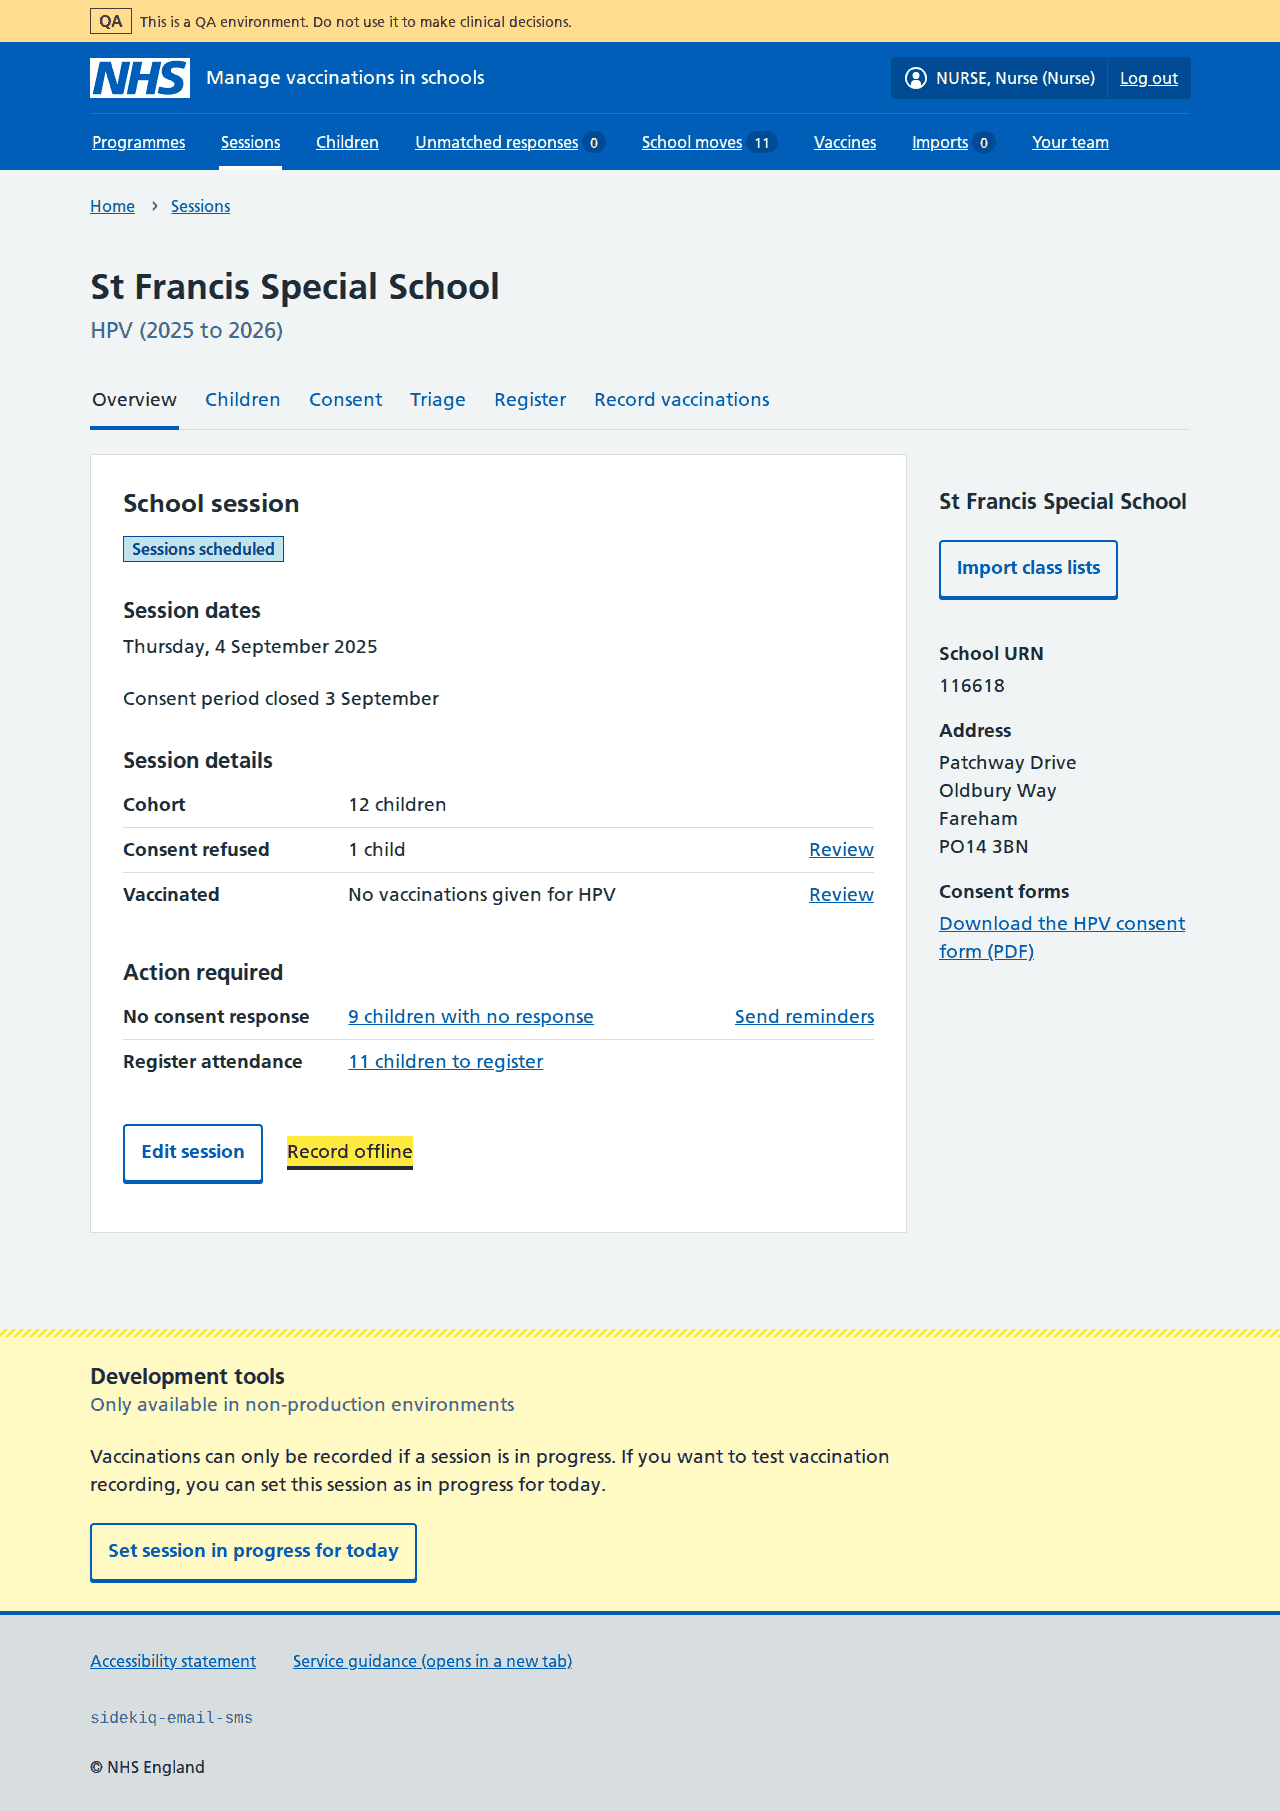 QA This is a QA environment. Do not use it to make clinical decisions.
NHS Manage vaccinations in schools NURSE, Nurse (Nurse) Log out
Programmes Sessions Children Unmatched responses 0 School moves 11 Vaccines Imports 0 Your team
Home › Sessions
St Francis Special School
HPV (2025 to 2026)
Overview Children Consent Triage Register Record vaccinations
School session
Sessions scheduled
Session dates
Thursday, 4 September 2025
Consent period closed 3 September
Session details
Cohort 12 children
Consent refused 1 child Review
Vaccinated No vaccinations given for HPV Review
Action required
No consent response 9 children with no response Send reminders
Register attendance 11 children to register
Edit session Record offline
St Francis Special School
Import class lists
School URN
116618
Address
Patchway Drive
Oldbury Way
Fareham
PO14 3BN
Consent forms
Download the HPV consent
form (PDF)
Development tools
Only available in non-production environments
Vaccinations can only be recorded if a session is in progress. If you want to test vaccination
recording, you can set this session as in progress for today.
Set session in progress for today
Accessibility statement Service guidance (opens in a new tab)
sidekiq-email-sms
© NHS England